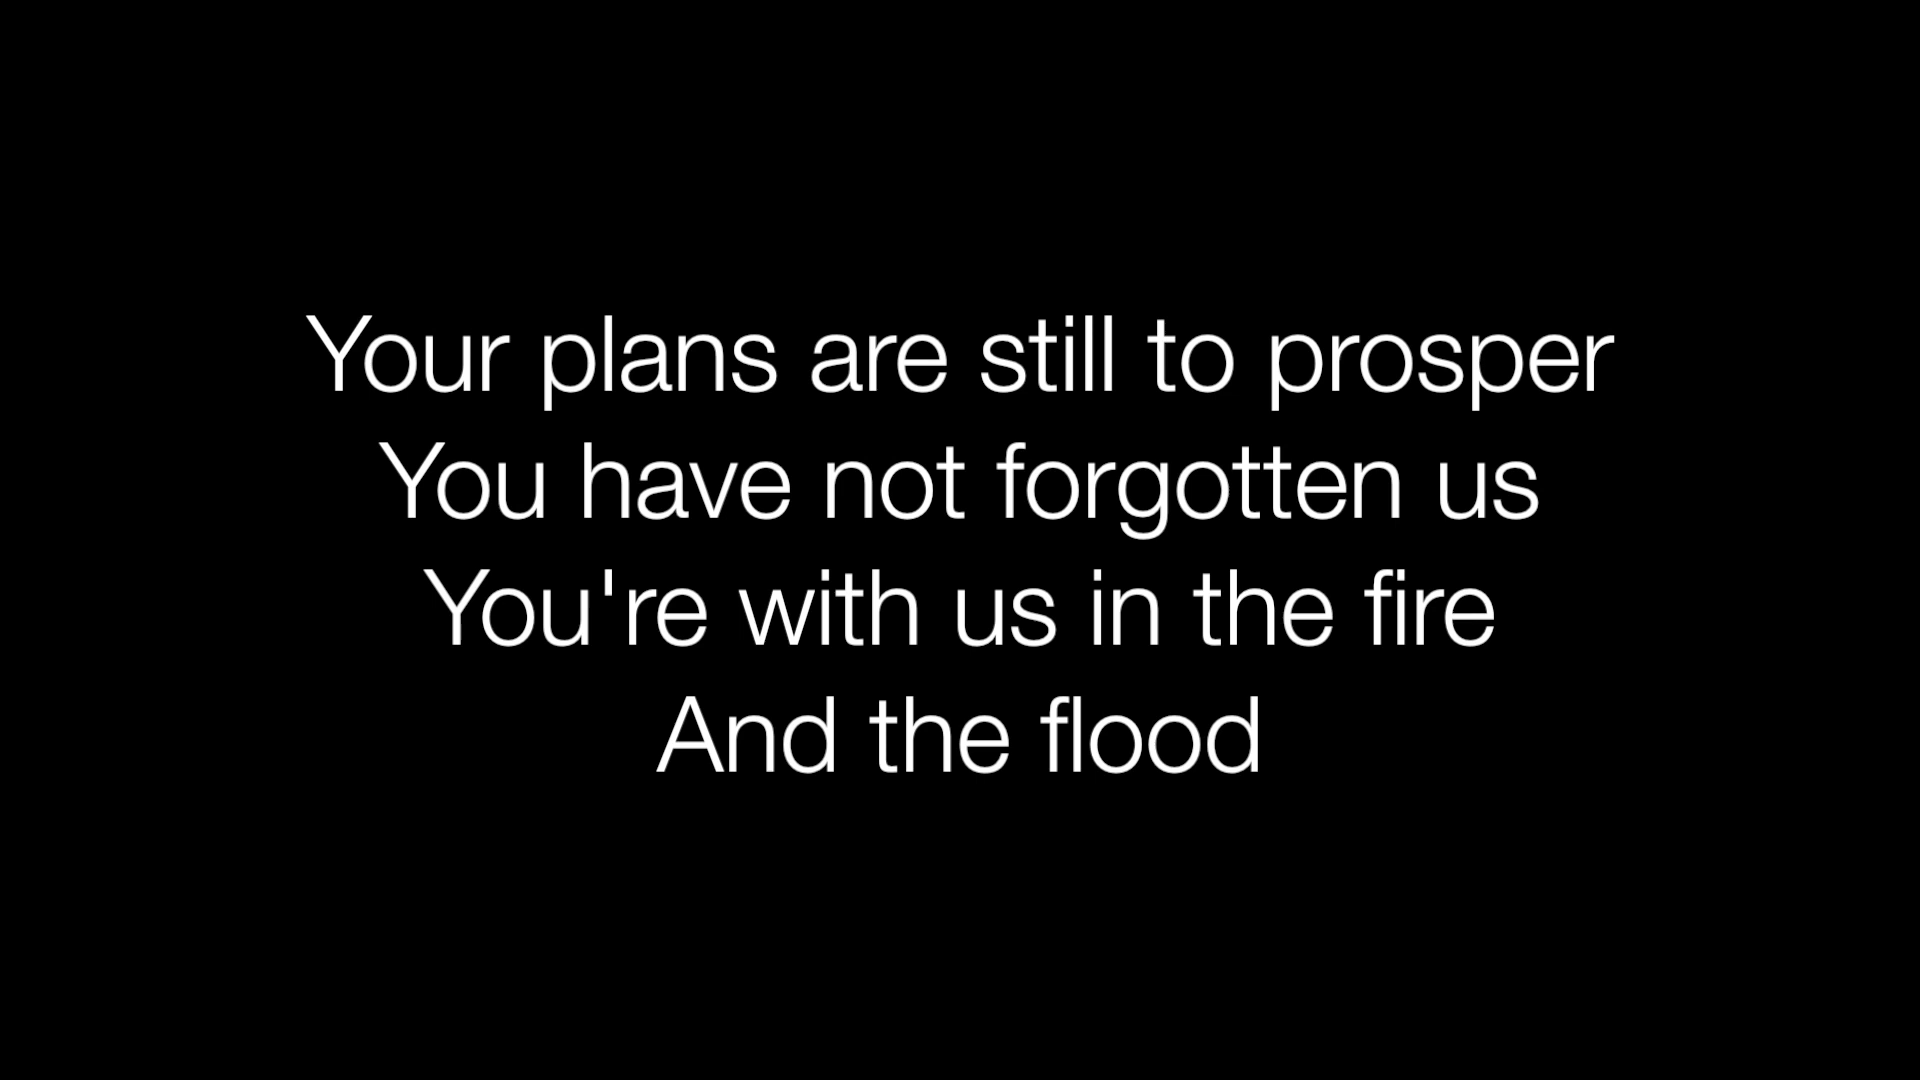 Your plans are still to prosper
You have not forgotten us
You're with us in the fire
And the flood